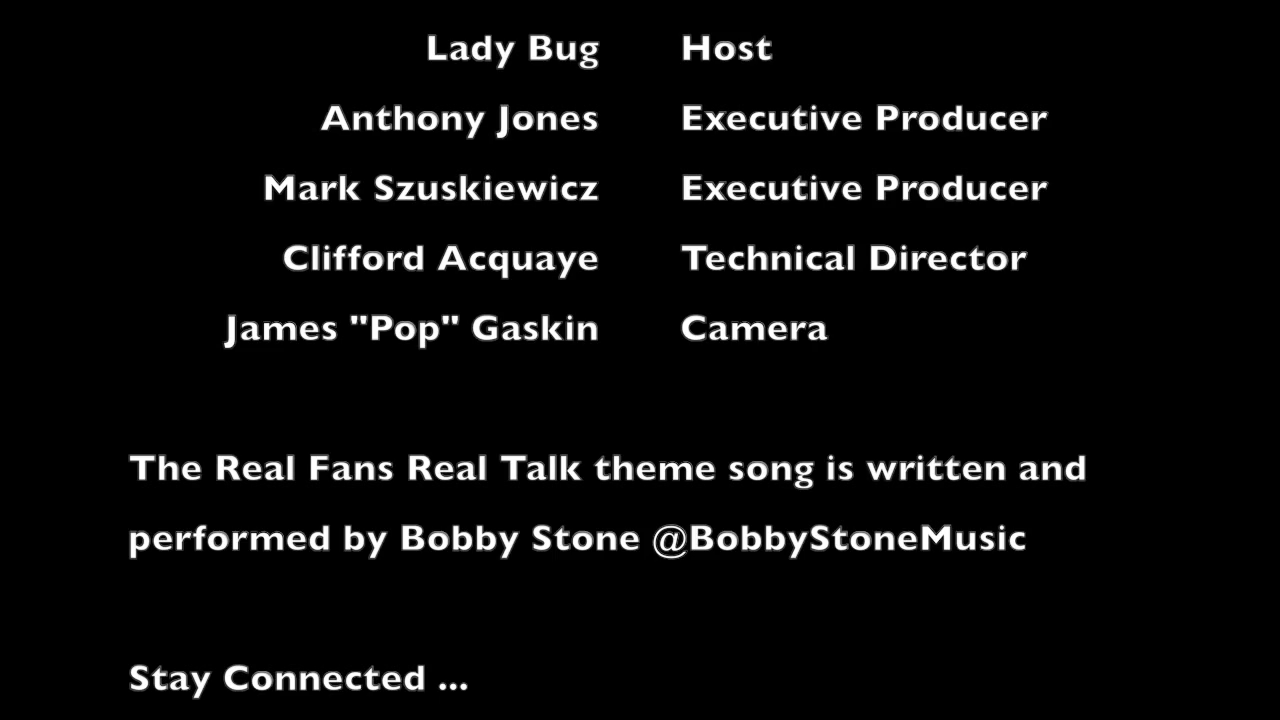 Lady Bug Host
Anthony Jones Executive Producer
Mark Szuskiewicz Executive Producer
Clifford Acquaye Technical Director
James "Pop" Gaskin Camera
The Real Fans Real Talk theme song is written and
performed by Bobby Stone @BobbyStoneMusic
Stay Connected ...